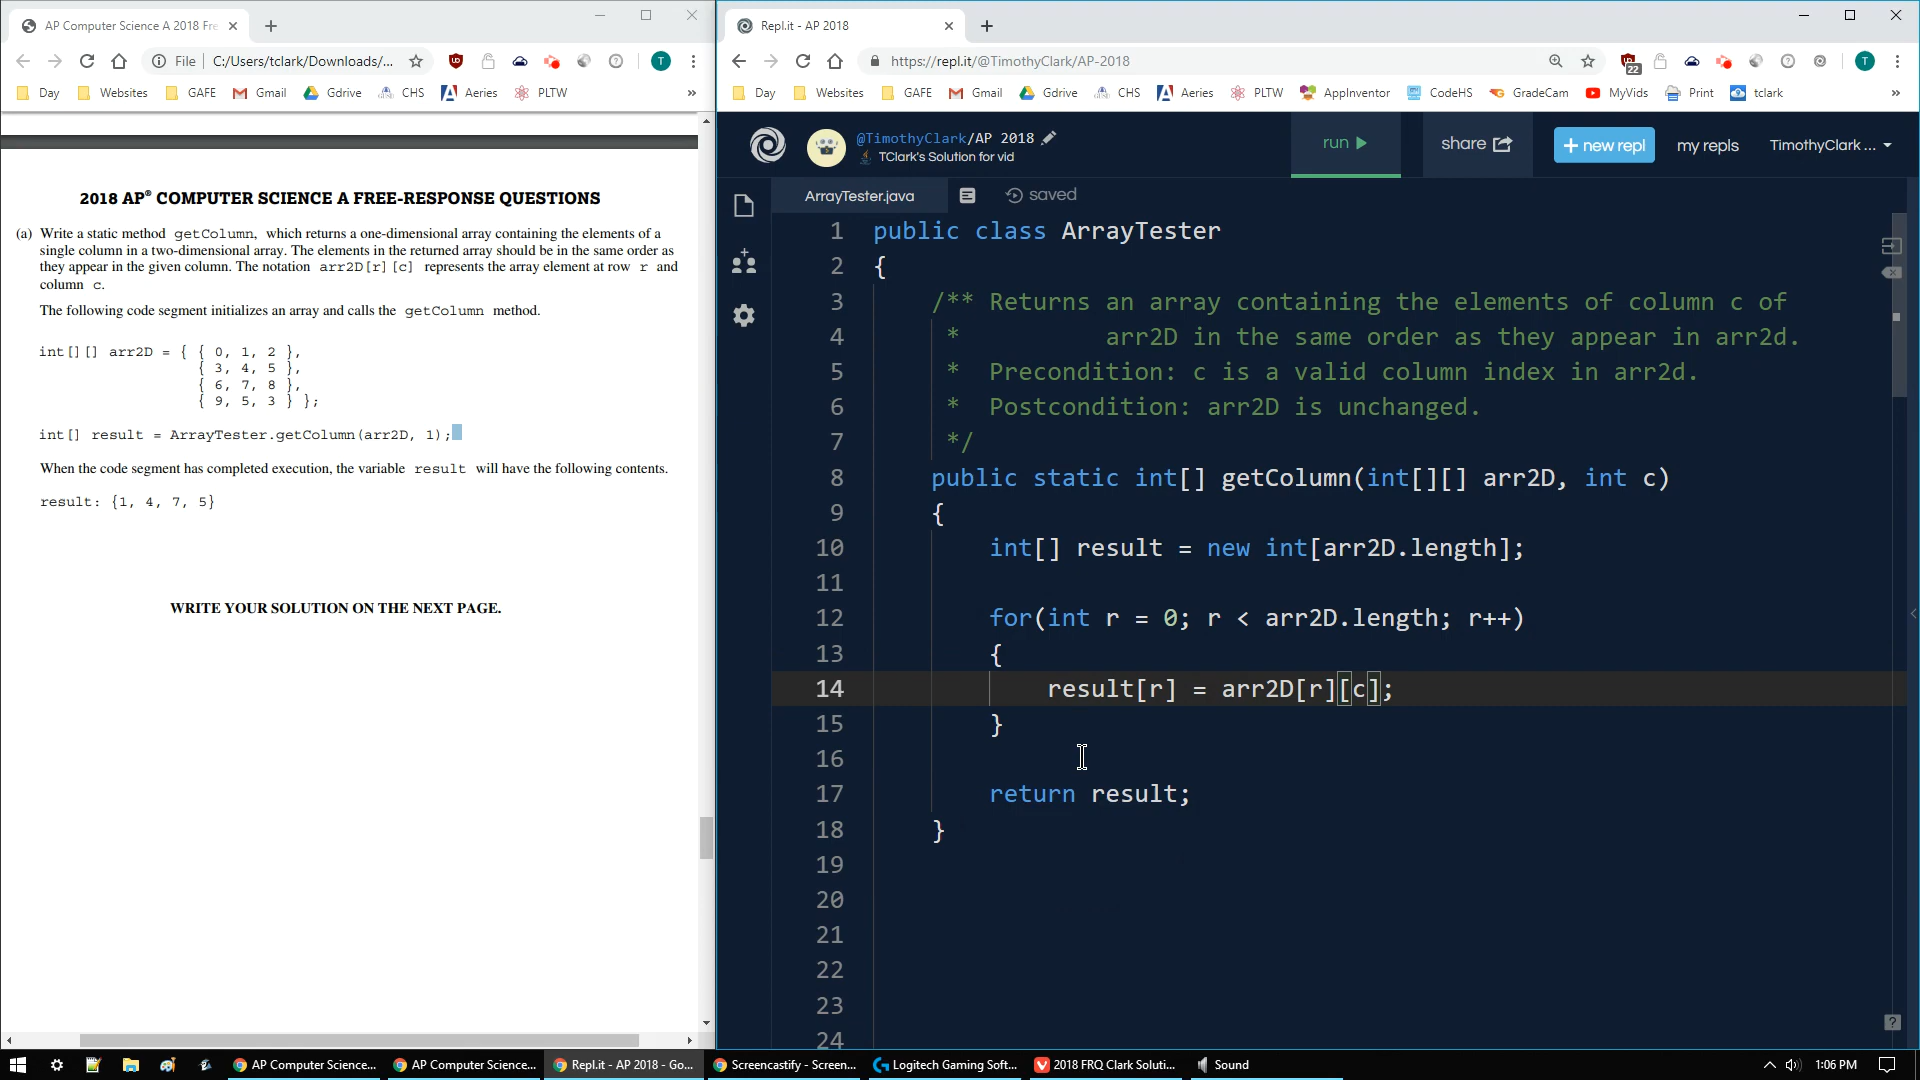 AP Computer Science A 2018 Fre
File C:/Users/tclark/Downloads/...
T
Day Websites GAFE Gmail Gdrive CHS Aeries PLTW »
2018 AP® COMPUTER SCIENCE A FREE-RESPONSE QUESTIONS
(a) Write a static method getColumn, which returns a one-dimensional array containing the elements of a
single column in a two-dimensional array. The elements in the returned array should be in the same order as
they appear in the given column. The notation arr2D[r][c] represents the array element at row r and
column c.
The following code segment initializes an array and calls the getColumn method.
int[][] arr2D = { { 0, 1, 2 },
{ 3, 4, 5 },
{ 6, 7, 8 },
{ 9, 5, 3 } };
int[] result = ArrayTester.getColumn(arr2D, 1);
When the code segment has completed execution, the variable result will have the following contents.
result: {1, 4, 7, 5}
WRITE YOUR SOLUTION ON THE NEXT PAGE.
Repl.it - AP 2018
https://repl.it/@TimothyClark/AP-2018
22
T
Day Websites GAFE Gmail Gdrive CHS Aeries PLTW AppInventor CodeHS GradeCam MyVids Print tclark »
@TimothyClark/AP 2018
TClark's Solution for vid
run
share
+ new repl
my repls
TimothyClark ...
ArrayTester.java
saved
1 public class ArrayTester
2 {
3 /** Returns an array containing the elements of column c of
4 * arr2D in the same order as they appear in arr2d.
5 * Precondition: c is a valid column index in arr2d.
6 * Postcondition: arr2D is unchanged.
7 */
8 public static int[] getColumn(int[][] arr2D, int c)
9 {
10 int[] result = new int[arr2D.length];
11
12 for(int r = 0; r < arr2D.length; r++)
13 {
14 result[r] = arr2D[r][c];
15 }
16
17 return result;
18 }
19
20
21
22
23
24
AP Computer Science... AP Computer Science... Repl.it - AP 2018 - Go... Screencastify - Screen... Logitech Gaming Soft... 2018 FRQ Clark Soluti... Sound 1:06 PM